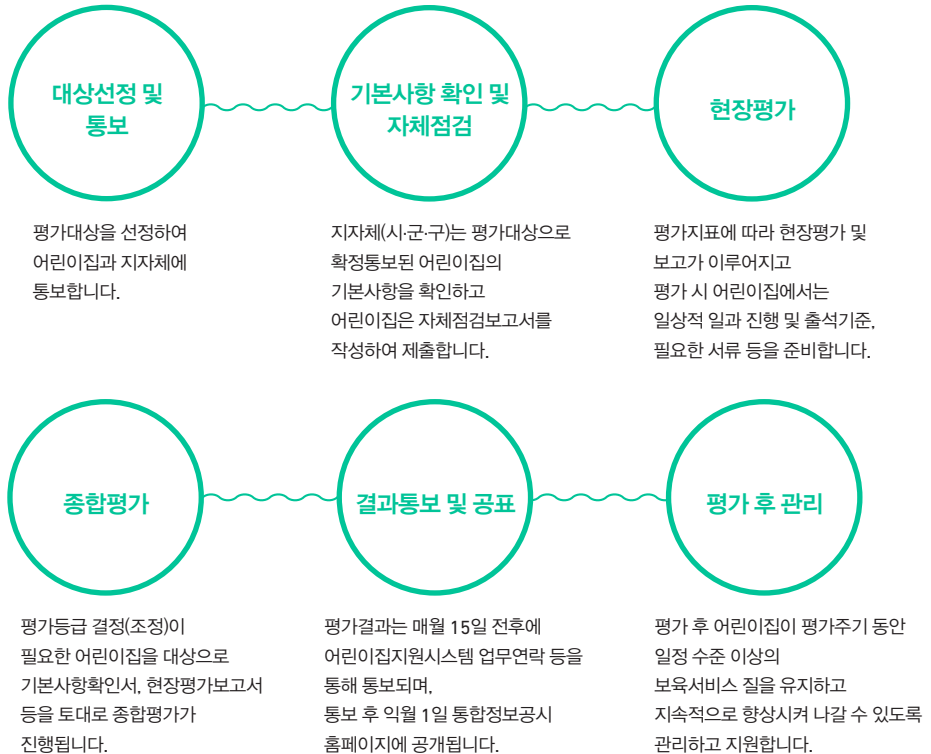 대상선정 및
통보
기본사항 확인 및
자체점검
현장평가
평가대상을 선정하여
어린이집과 지자체에
통보합니다.
지자체(시·군·구)는 평가대상으로
확정통보된 어린이집의
기본사항을 확인하고
어린이집은 자체점검보고서를
작성하여 제출합니다.
평가지표에 따라 현장평가 및
보고가 이루어지고
평가 시 어린이집에서는
일상적 일과 진행 및 출석기준,
필요한 서류 등을 준비합니다.
종합평가
결과통보 및 공표
평가 후 관리
평가등급 결정(조정)이
필요한 어린이집을 대상으로
기본사항확인서, 현장평가보고서
등을 토대로 종합평가가
진행됩니다.
평가결과는 매월 15일 전후에
어린이집지원시스템 업무연락 등을
통해 통보되며,
통보 후 익월 1일 통합정보공시
홈페이지에 공개됩니다.
평가 후 어린이집이 평가주기 동안
일정 수준 이상의
보육서비스 질을 유지하고
지속적으로 향상시켜 나갈 수 있도록
관리하고 지원합니다.